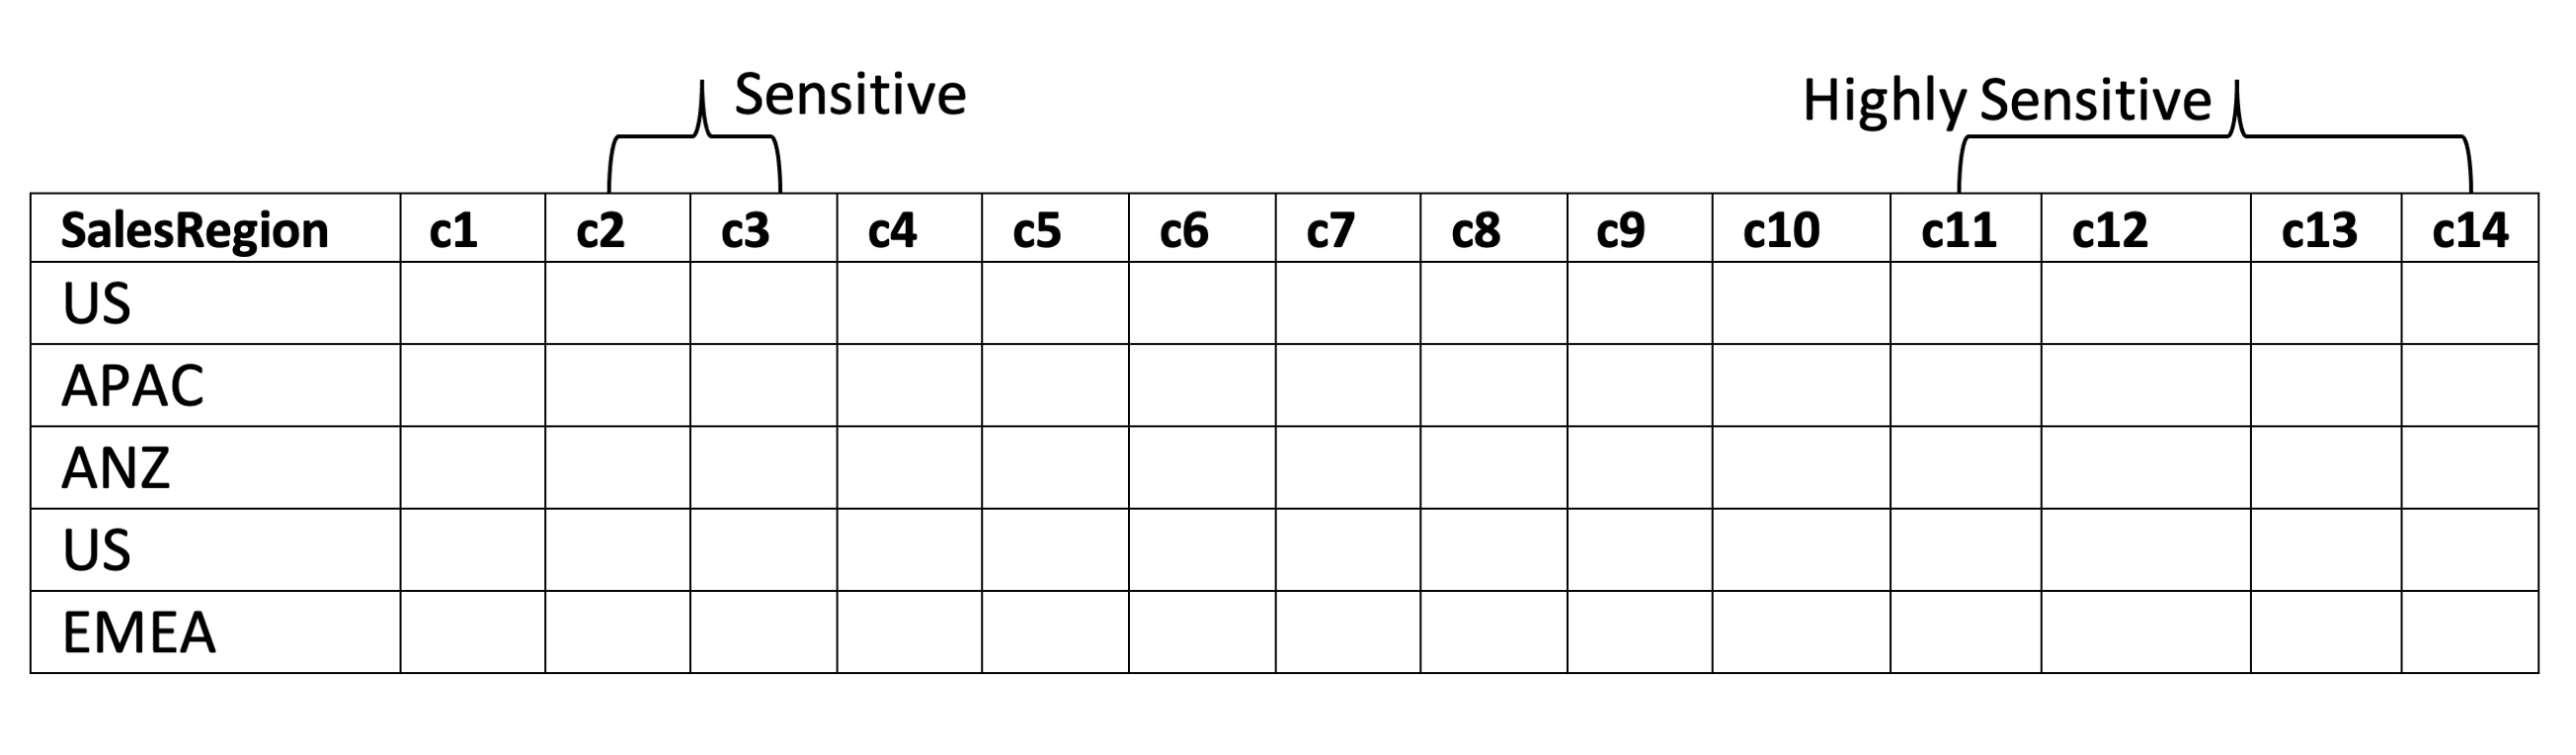 Sensitive Highly Sensitive
SalesRegion c1 c2 c3 c4 c5 c6 c7 c8 c9 c10 c11 c12 c13 c14
US
APAC
ANZ
US
EMEA